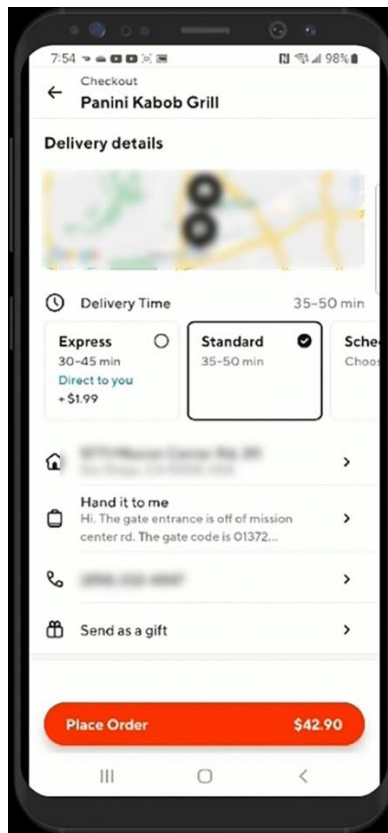 7:54
98%
Checkout
Panini Kabob Grill
Delivery details
Delivery Time
35–50 min
Express
30–45 min
Direct to you
+ $1.99
Standard
35–50 min
Sche
Choos
Hand it to me
Hi. The gate entrance is off of mission
center rd. The gate code is 01372...
Send as a gift
Place Order
$42.90